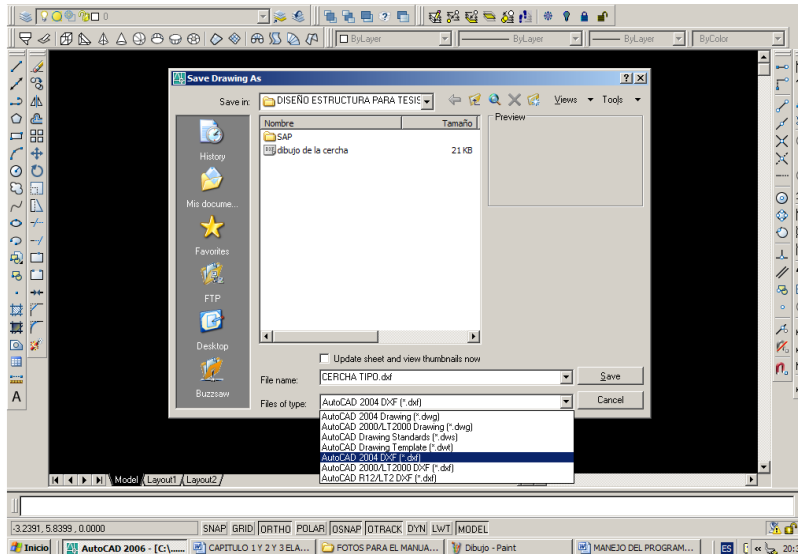 0
ByLayer
ByLayer
ByLayer
ByColor
Save Drawing As
Save in:
DISEÑO ESTRUCTURA PARA TESIS
Views
Tools
History
Mis docume...
Favorites
FTP
Desktop
Buzzsaw
Nombre
Tamaño
SAP
dibujo de la cercha
21 KB
Preview
Update sheet and view thumbnails now
File name:
CERCHA TIPO.dxf
Save
Files of type:
AutoCAD 2004 DXF (*.dxf)
Cancel
AutoCAD 2004 Drawing (*.dwg)
AutoCAD 2000/LT2000 Drawing (*.dwg)
AutoCAD Drawing Standards (*.dws)
AutoCAD Drawing Template (*.dwt)
AutoCAD 2004 DXF (*.dxf)
AutoCAD 2000/LT2000 DXF (*.dxf)
AutoCAD R12/LT2 DXF (*.dxf)
A
Model
Layout1
Layout2
-3.2391, 5.8399 , 0.0000
SNAP GRID ORTHO POLAR OSNAP OTRACK DYN LWT MODEL
Inicio
AutoCAD 2006 - [C:\......
CAPITULO 1 Y 2 Y 3 ELA...
FOTOS PARA EL MANUA...
Dibujo - Paint
MANEJO DEL PROGRAM...
ES